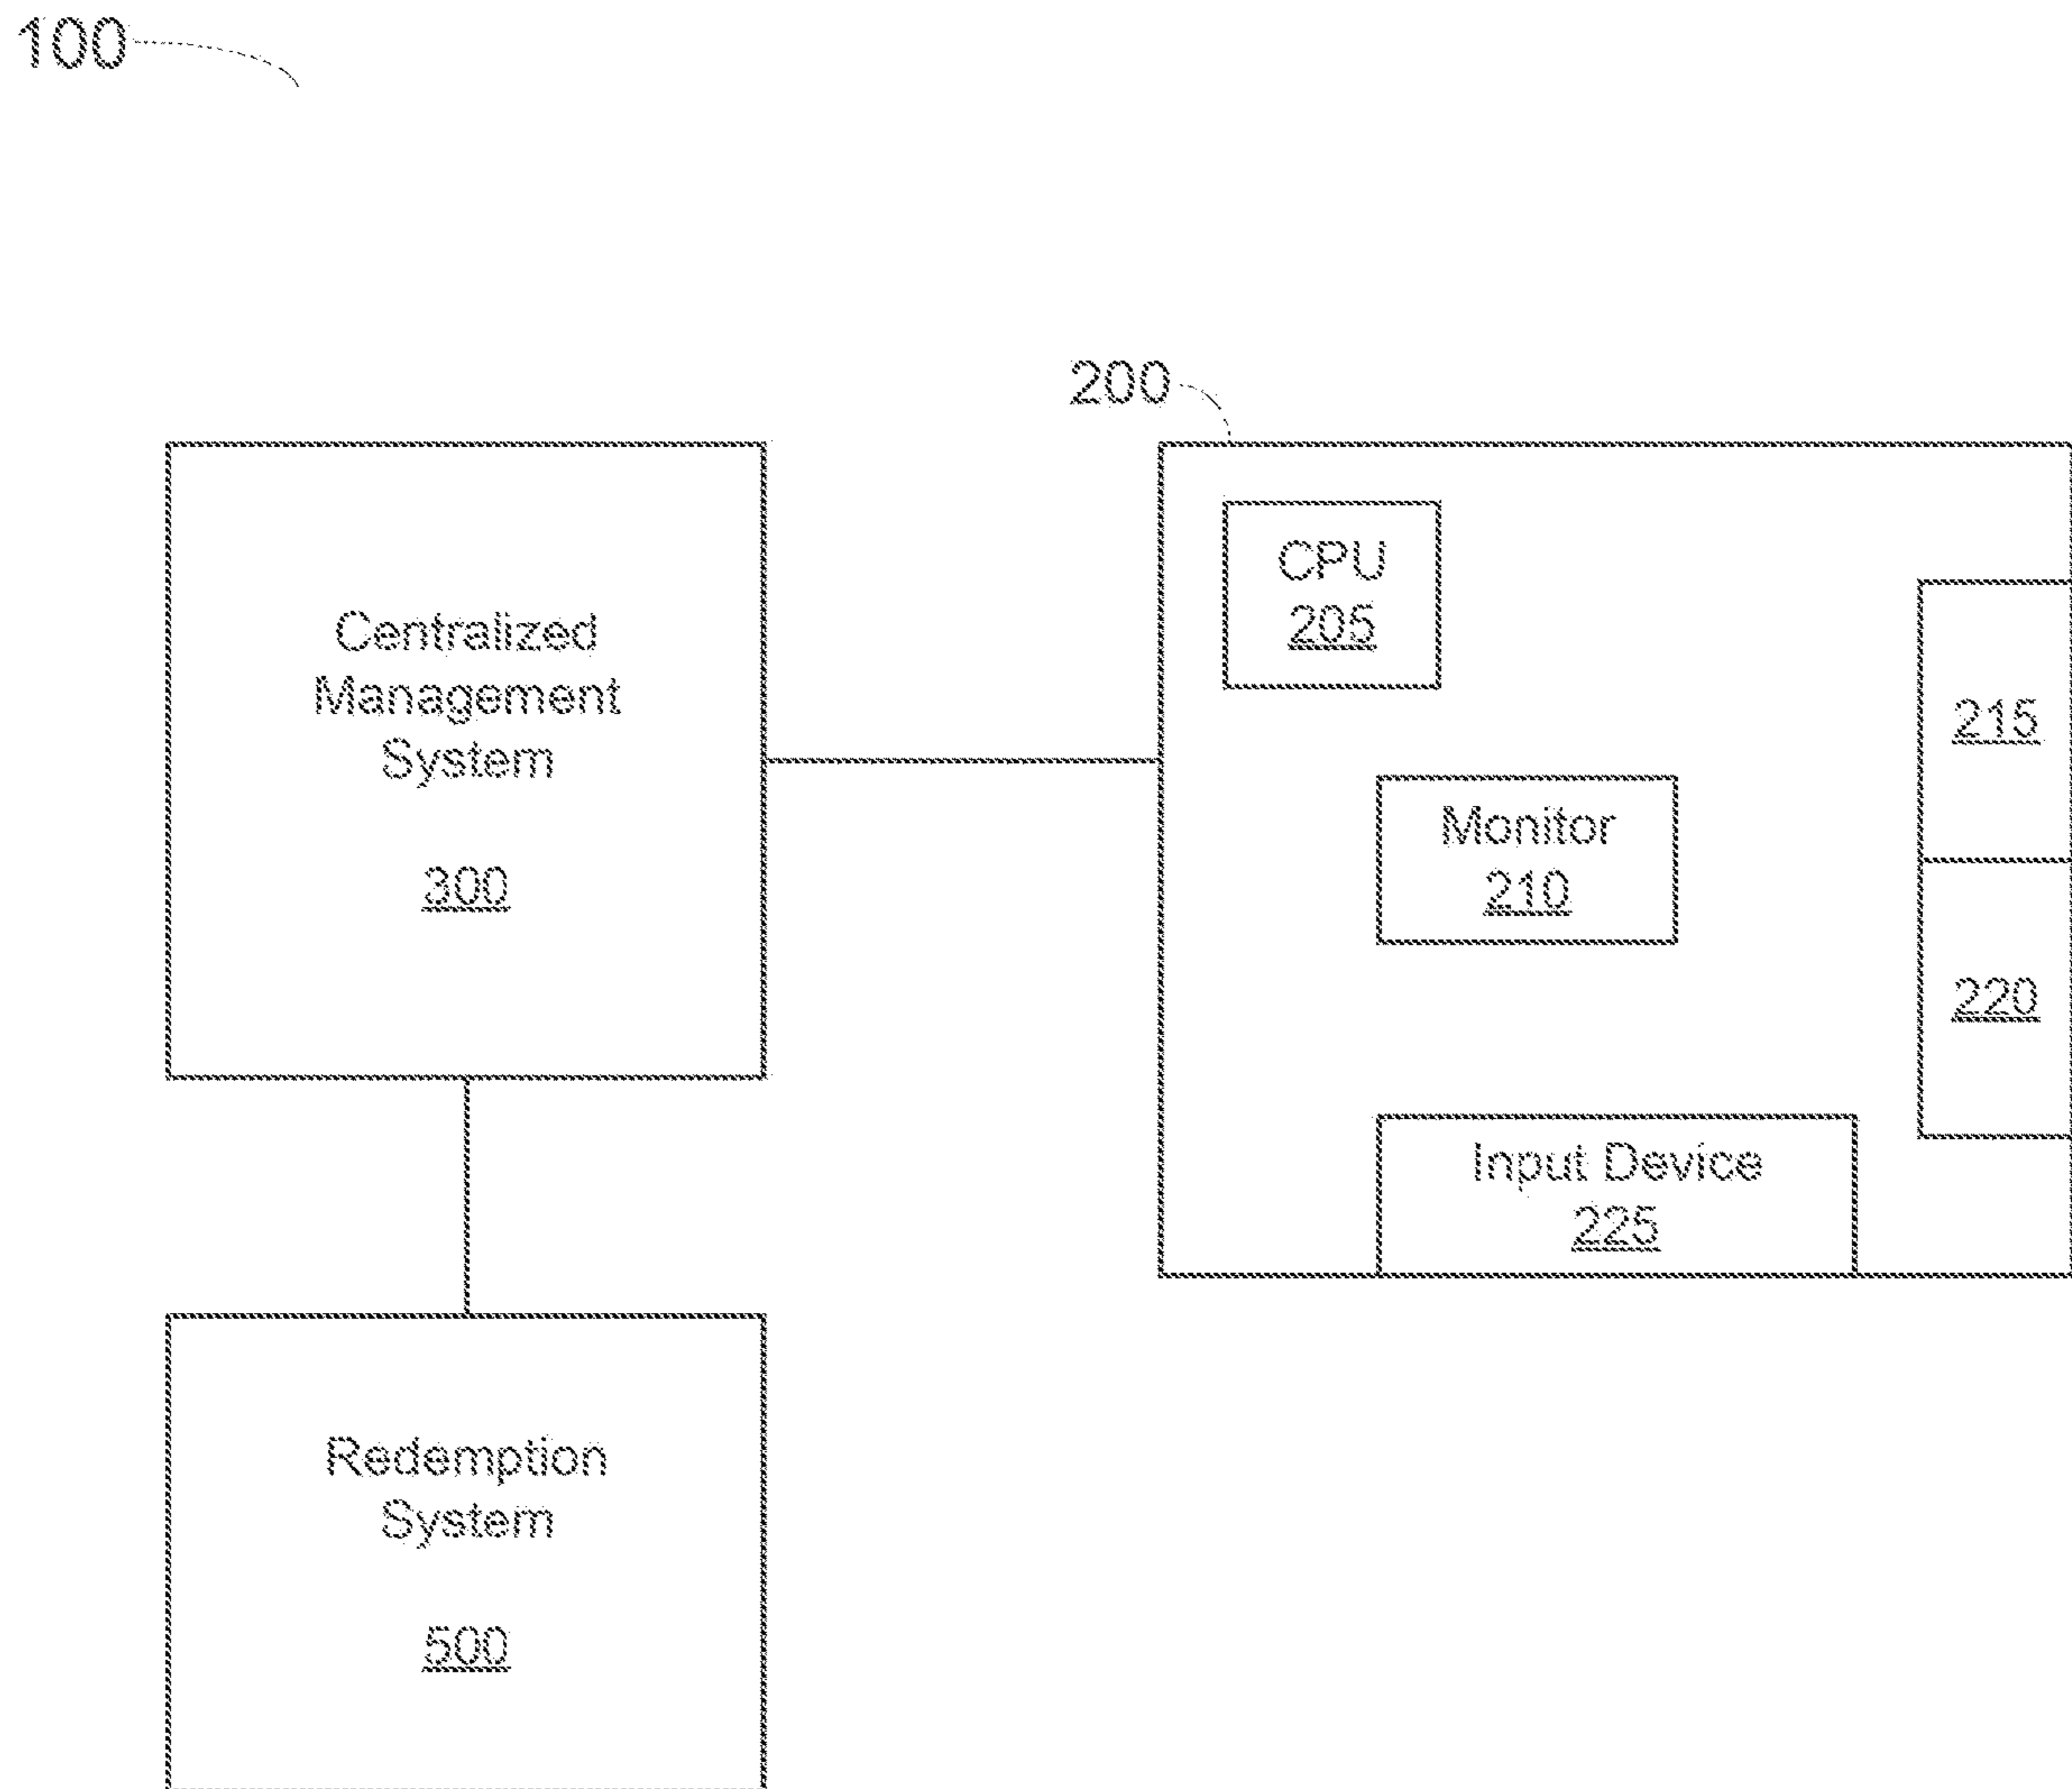 100
200
Centralized
Management
System
300
CPU
205
Monitor
210
215
220
Input Device
225
Redemption
System
500